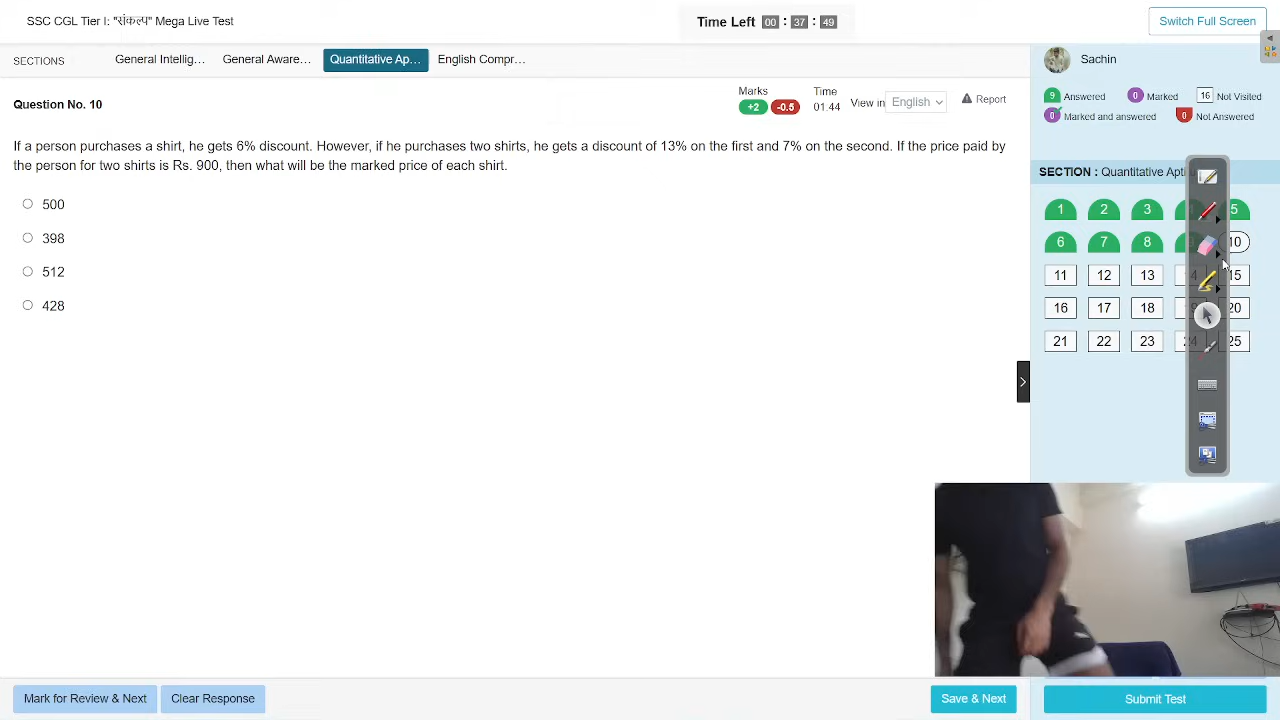 SSC CGL Tier I: "संकल्प" Mega Live Test
Time Left 00 : 37 : 49
Switch Full Screen
SECTIONS
General Intellig...
General Aware...
Quantitative Ap...
English Compr...
Sachin
Question No. 10
Marks
+2 -0.5
Time
01.44
View in English
Report
9 Answered
0 Marked
16 Not Visited
0 Marked and answered
0 Not Answered
If a person purchases a shirt, he gets 6% discount. However, if he purchases two shirts, he gets a discount of 13% on the first and 7% on the second. If the price paid by
the person for two shirts is Rs. 900, then what will be the marked price of each shirt.
500
398
512
428
SECTION : Quantitative Apti
1 2 3 4 5
6 7 8 10
11 12 13 14 15
16 17 18 19 20
21 22 23 24 25
Mark for Review & Next
Clear Respo...
Save & Next
Submit Test